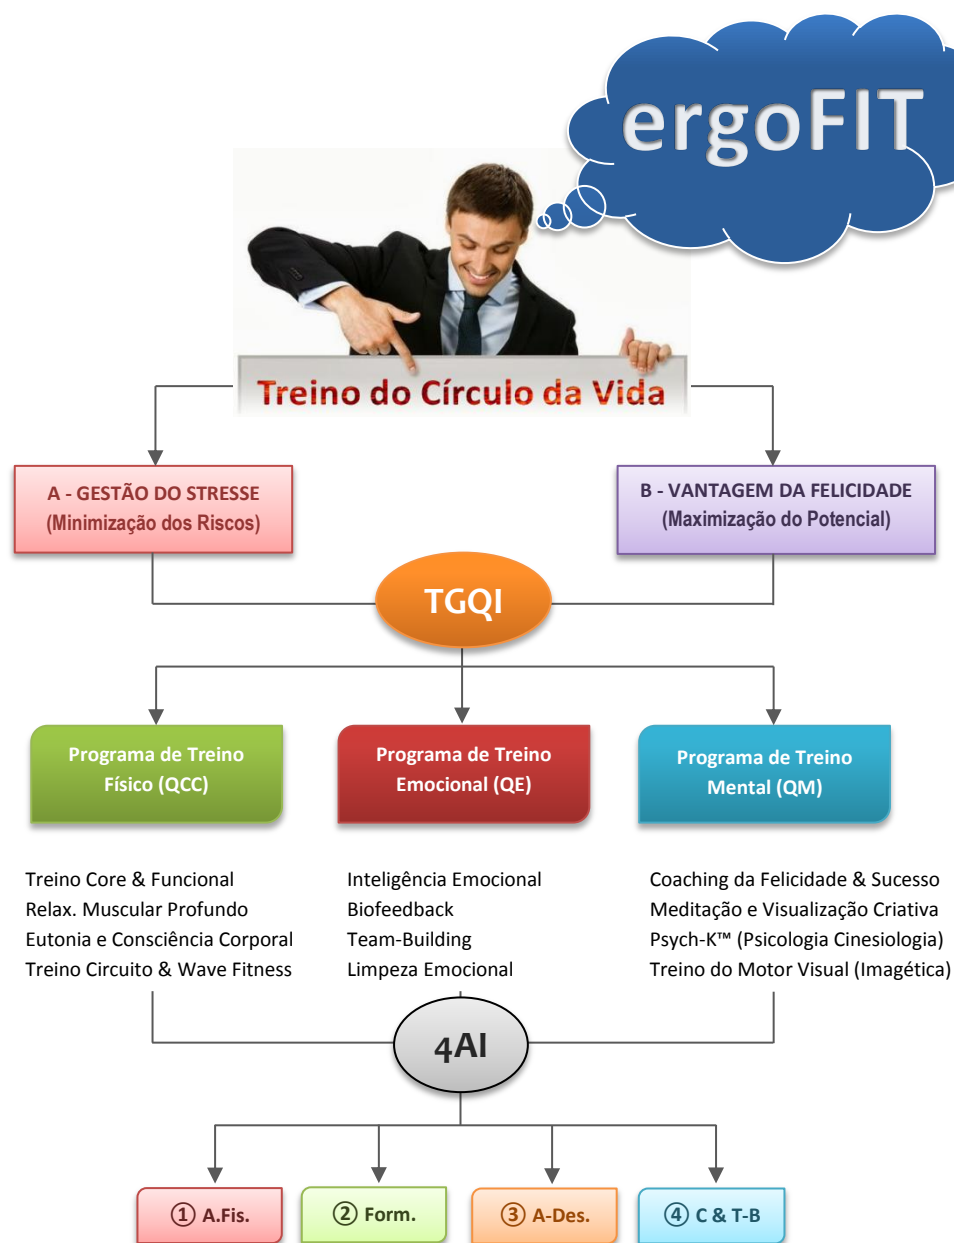 ergoFIT
Treino do Círculo da Vida
A - GESTÃO DO STRESSE
(Minimização dos Riscos)
B - VANTAGEM DA FELICIDADE
(Maximização do Potencial)
TGQI
Programa de Treino
Físico (QCC)
Programa de Treino
Emocional (QE)
Programa de Treino
Mental (QM)
Treino Core & Funcional
Relax. Muscular Profundo
Eutonia e Consciência Corporal
Treino Circuito & Wave Fitness
Inteligência Emocional
Biofeedback
Team-Building
Limpeza Emocional
Coaching da Felicidade & Sucesso
Meditação e Visualização Criativa
Psych-K™ (Psicologia Cinesiologia)
Treino do Motor Visual (Imagética)
4AI
① A.Fis.
② Form.
③ A-Des.
④ C & T-B